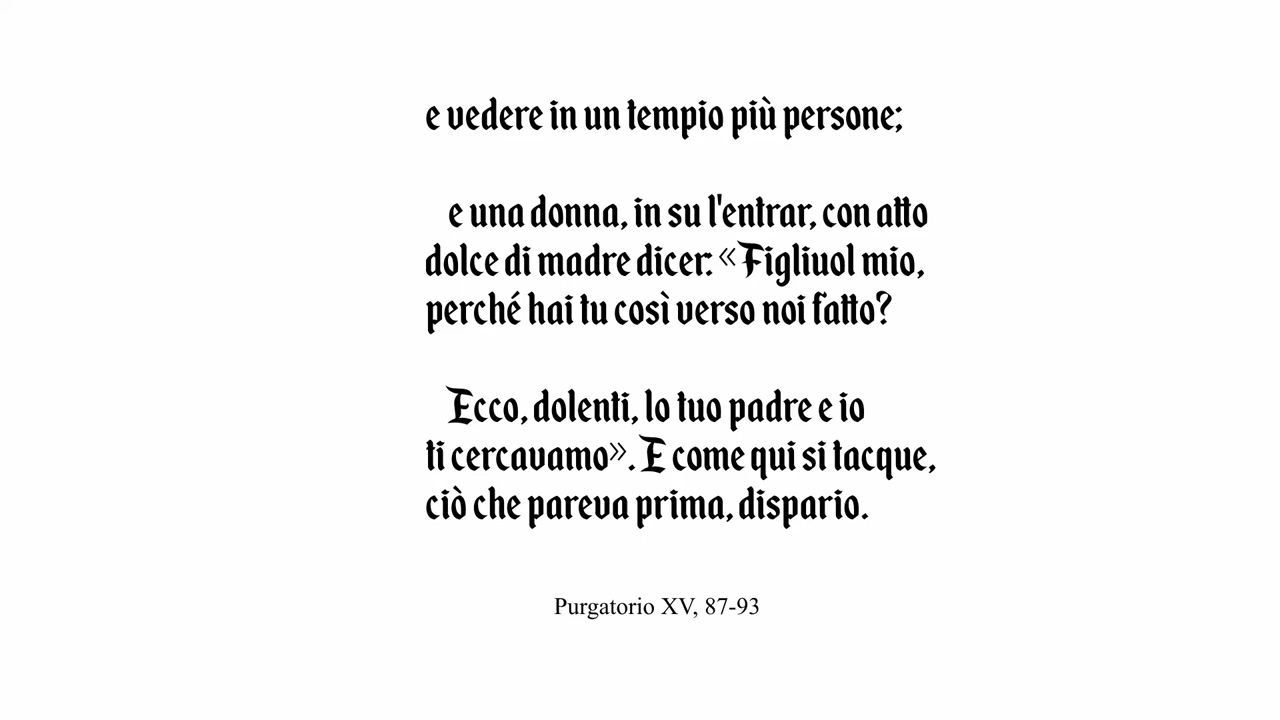 e vedere in un tempio più persone;
e una donna, in su l'entrar, con atto
dolce di madre dicer: «Figliuol mio,
perché hai tu così verso noi fatto?
Ecco, dolenti, lo tuo padre e io
ti cercavamo». E come qui si tacque,
ciò che pareva prima, dispario.
Purgatorio XV, 87-93